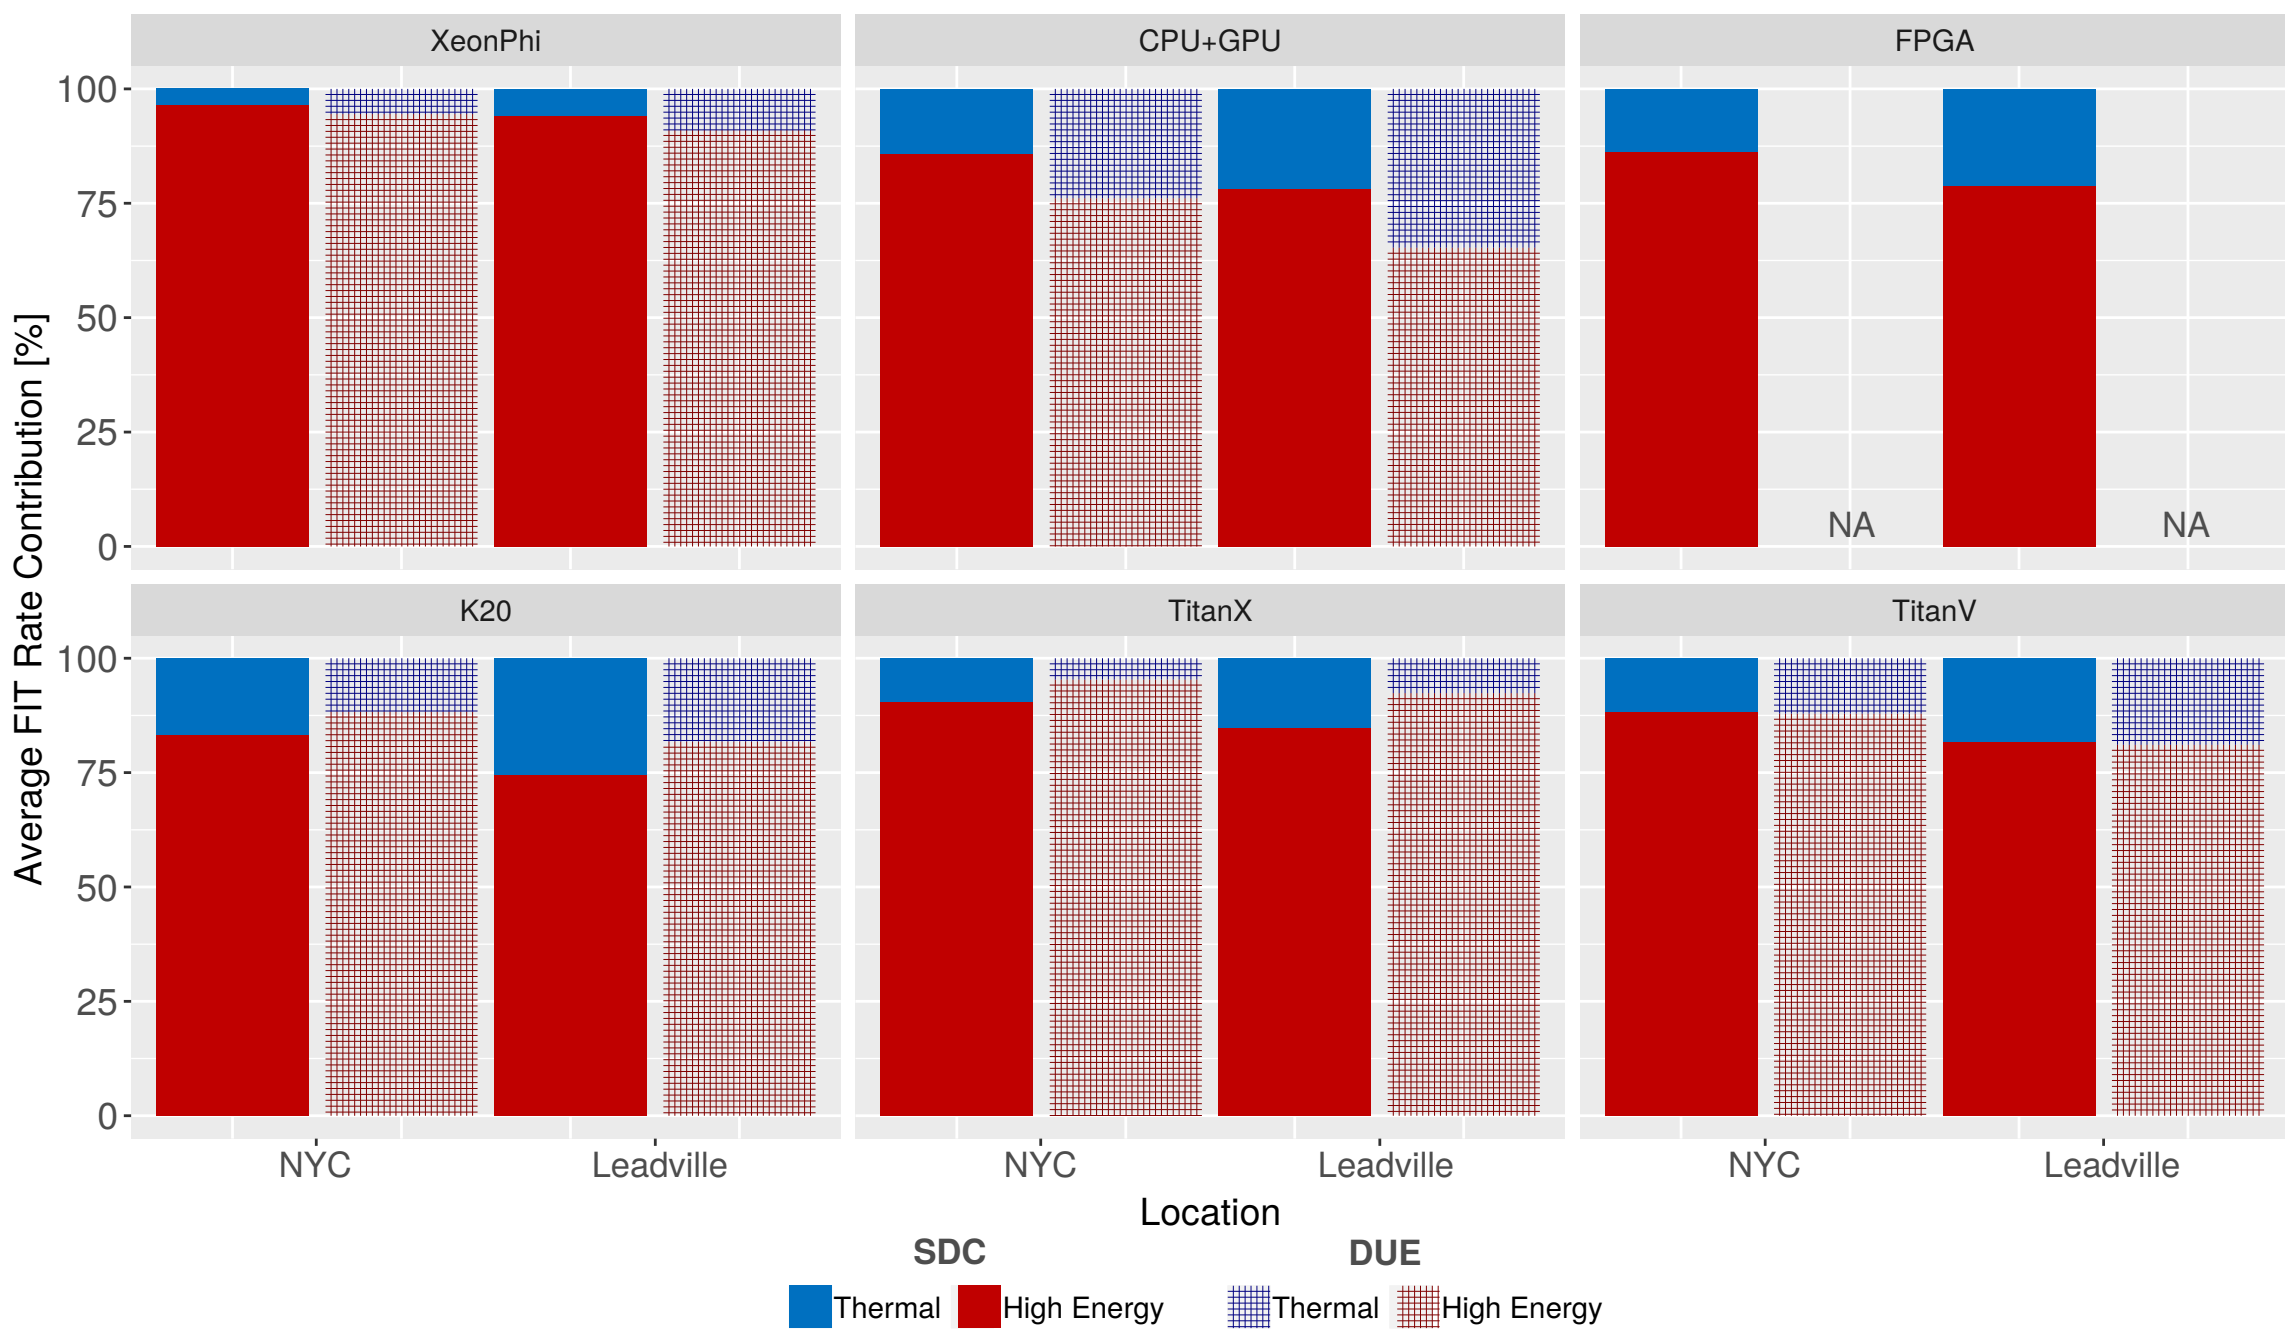 XeonPhi CPU+GPU FPGA
100
75
50
25
0
NA NA
K20 TitanX TitanV
100
75
50
25
0
Average FIT Rate Contribution [%]
NYC Leadville NYC Leadville NYC Leadville
Location
SDC DUE
Thermal High Energy Thermal High Energy